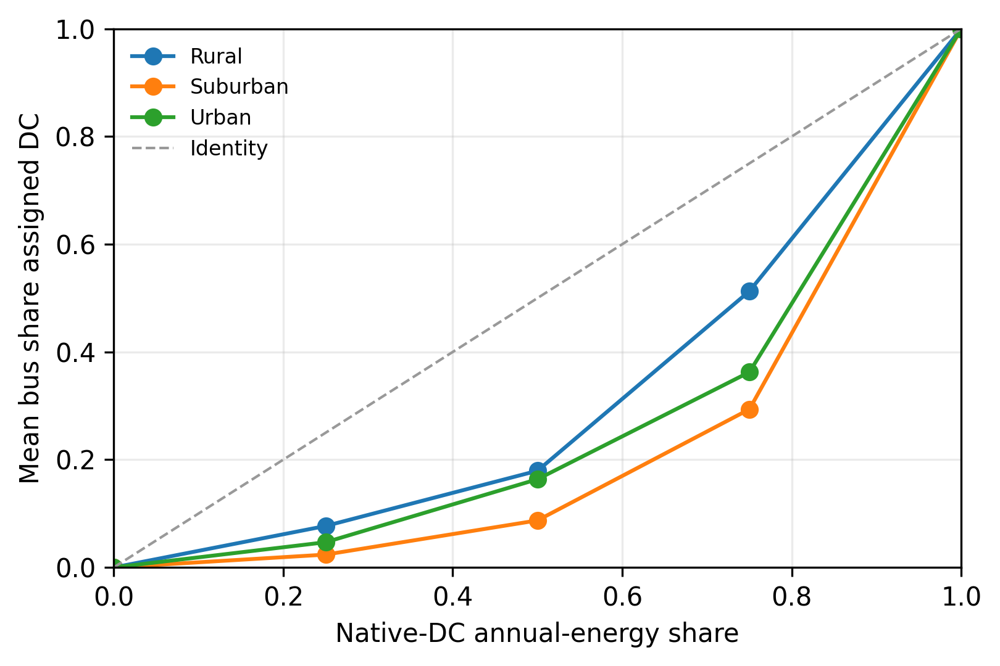 Mean bus share assigned DC
1.0
0.8
0.6
0.4
0.2
0.0
Rural
Suburban
Urban
Identity
0.0 0.2 0.4 0.6 0.8 1.0
Native-DC annual-energy share